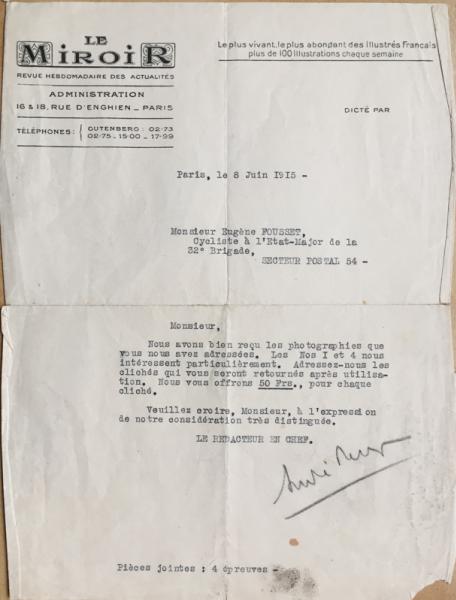 LE
MIROIR
REVUE HEBDOMADAIRE DES ACTUALITÉS
ADMINISTRATION
16 & 18, RUE D'ENGHIEN _ PARIS
TÉLÉPHONES: { GUTENBERG: 02-73
02-75 _ 15-00 _ 17-99
Le plus vivant, le plus abondant des Illustrés Français
plus de 100 Illustrations chaque semaine
DICTÉ PAR
Paris, le 8 Juin 1915 -
Monsieur Eugène FOUSSET,
Cycliste à l'Etat-Major de la
32° Brigade,
SECTEUR POSTAL 54 -
Monsieur,
Nous avons bien reçu les photographies que
vous nous avez adressées. Les Nos I et 4 nous
intéressent particulièrement. Adressez-nous les
clichés qui vous seront retournés après utilisa-
tion. Nous vous offrons 50 Frs., pour chaque
cliché.
Veuillez croire, Monsieur, à l'expression
de notre considération très distinguée.
LE REDACTEUR EN CHEF.
Pièces jointes : 4 épreuves -